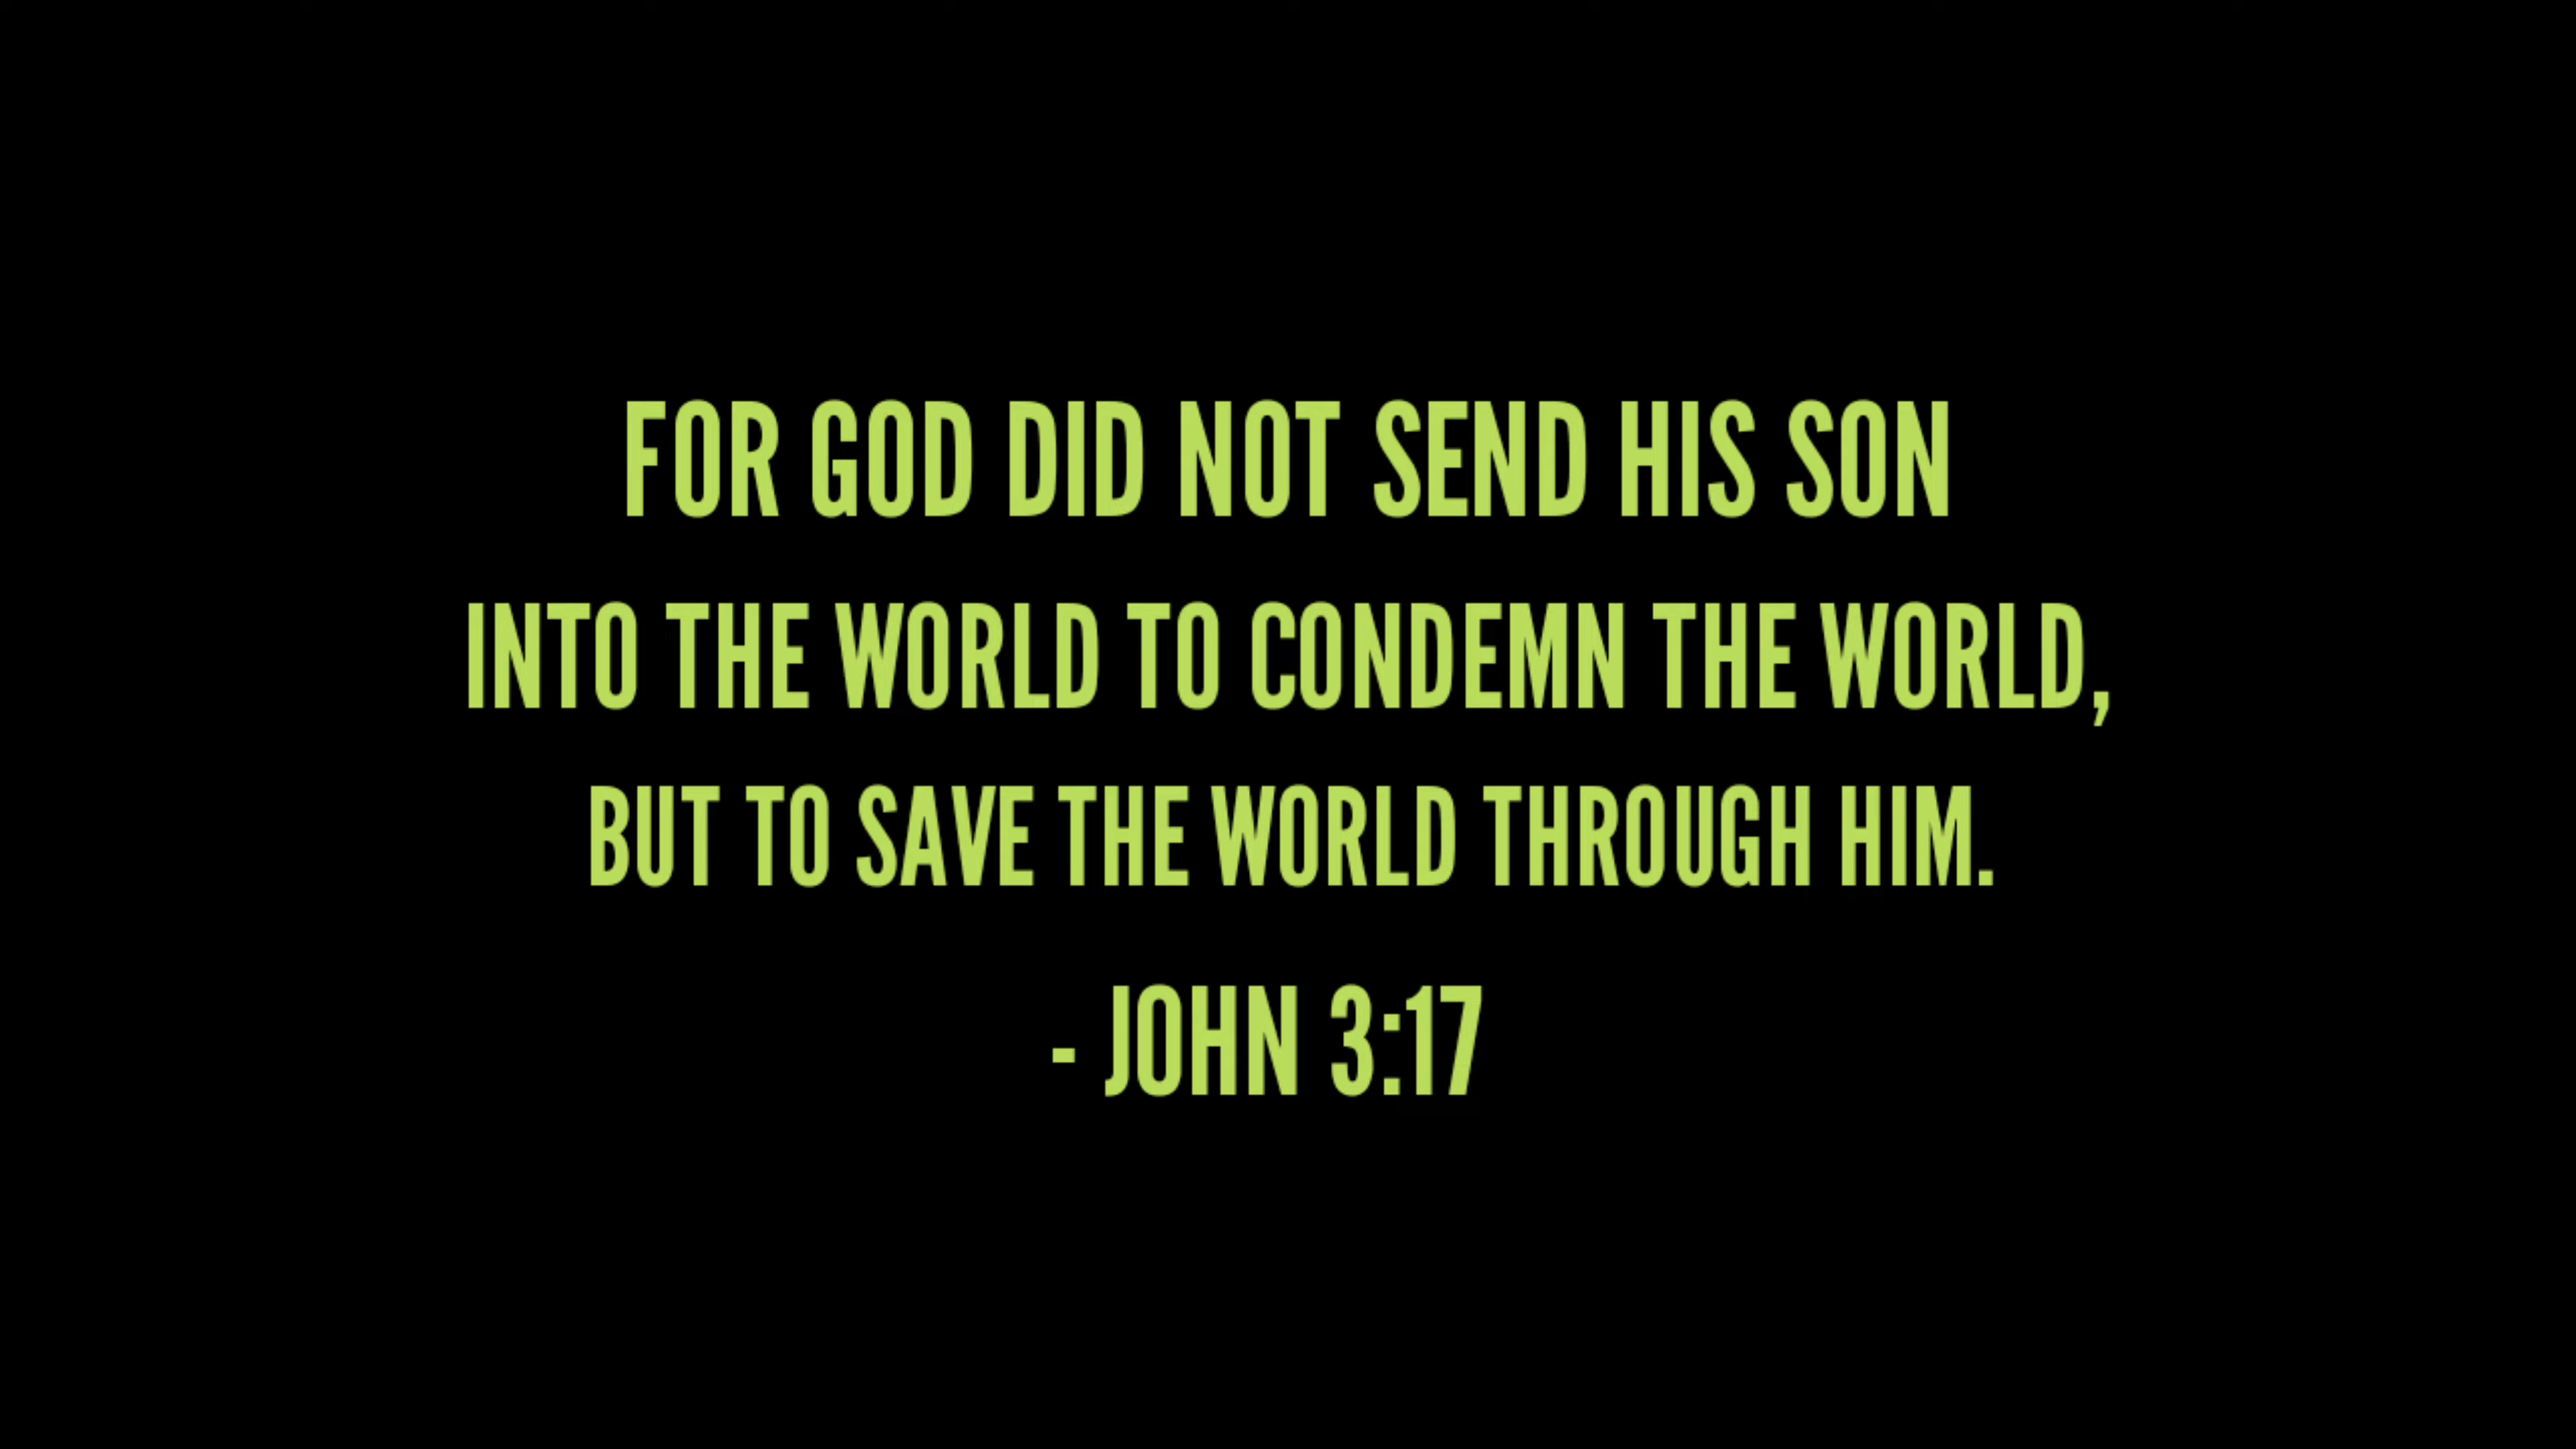 FOR GOD DID NOT SEND HIS SON
INTO THE WORLD TO CONDEMN THE WORLD,
BUT TO SAVE THE WORLD THROUGH HIM.
- JOHN 3:17